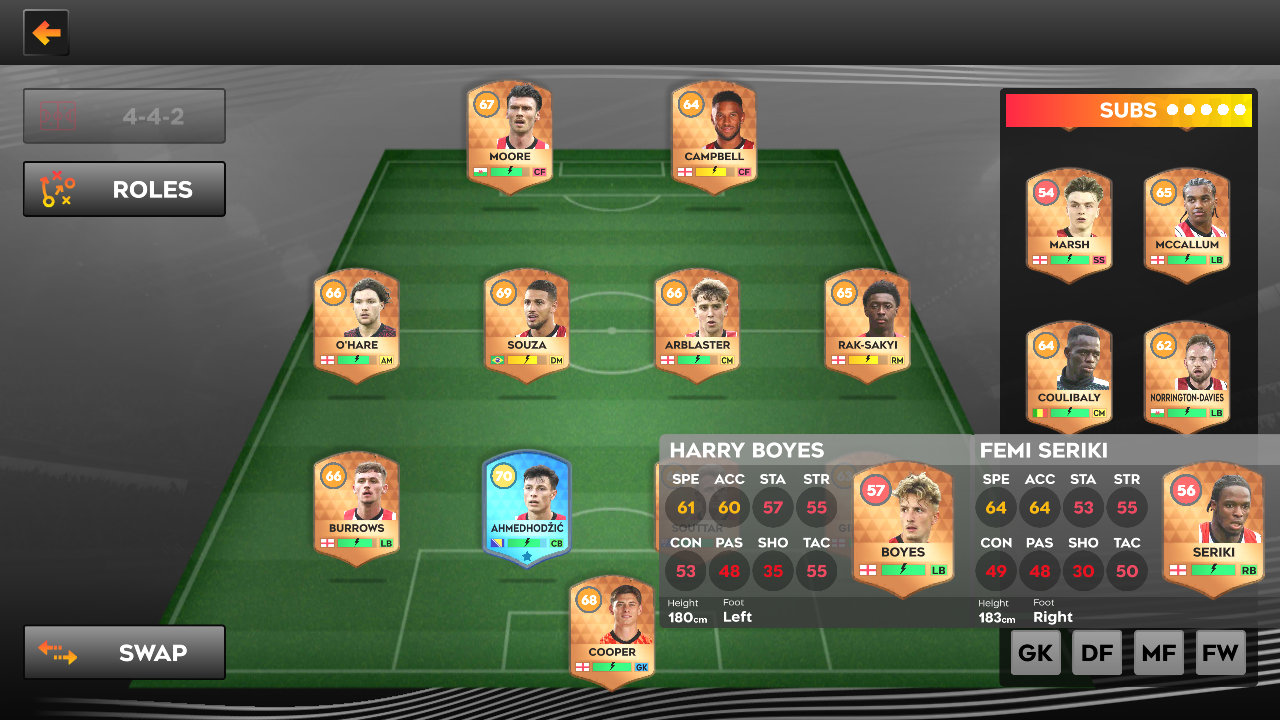 4-4-2
ROLES
SUBS
67
MOORE
CF
64
CAMPBELL
CF
54
MARSH
SS
65
MCCALLUM
LB
66
O'HARE
AM
69
SOUZA
DM
66
ARBLASTER
CM
65
RAK-SAKYI
RM
64
COULIBALY
CM
62
NORRINGTON-DAVIES
LB
66
BURROWS
LB
70
AHMEDHODŽIĆ
CB
SOUTTAR
68
COOPER
GK
HARRY BOYES
SPE ACC STA STR
61 60 57 55
CON PAS SHO TAC
53 48 35 55
Height Foot
180cm Left
57
BOYES
LB
FEMI SERIKI
SPE ACC STA STR
64 64 53 55
CON PAS SHO TAC
49 48 30 50
Height Foot
183cm Right
56
SERIKI
RB
SWAP
GK DF MF FW